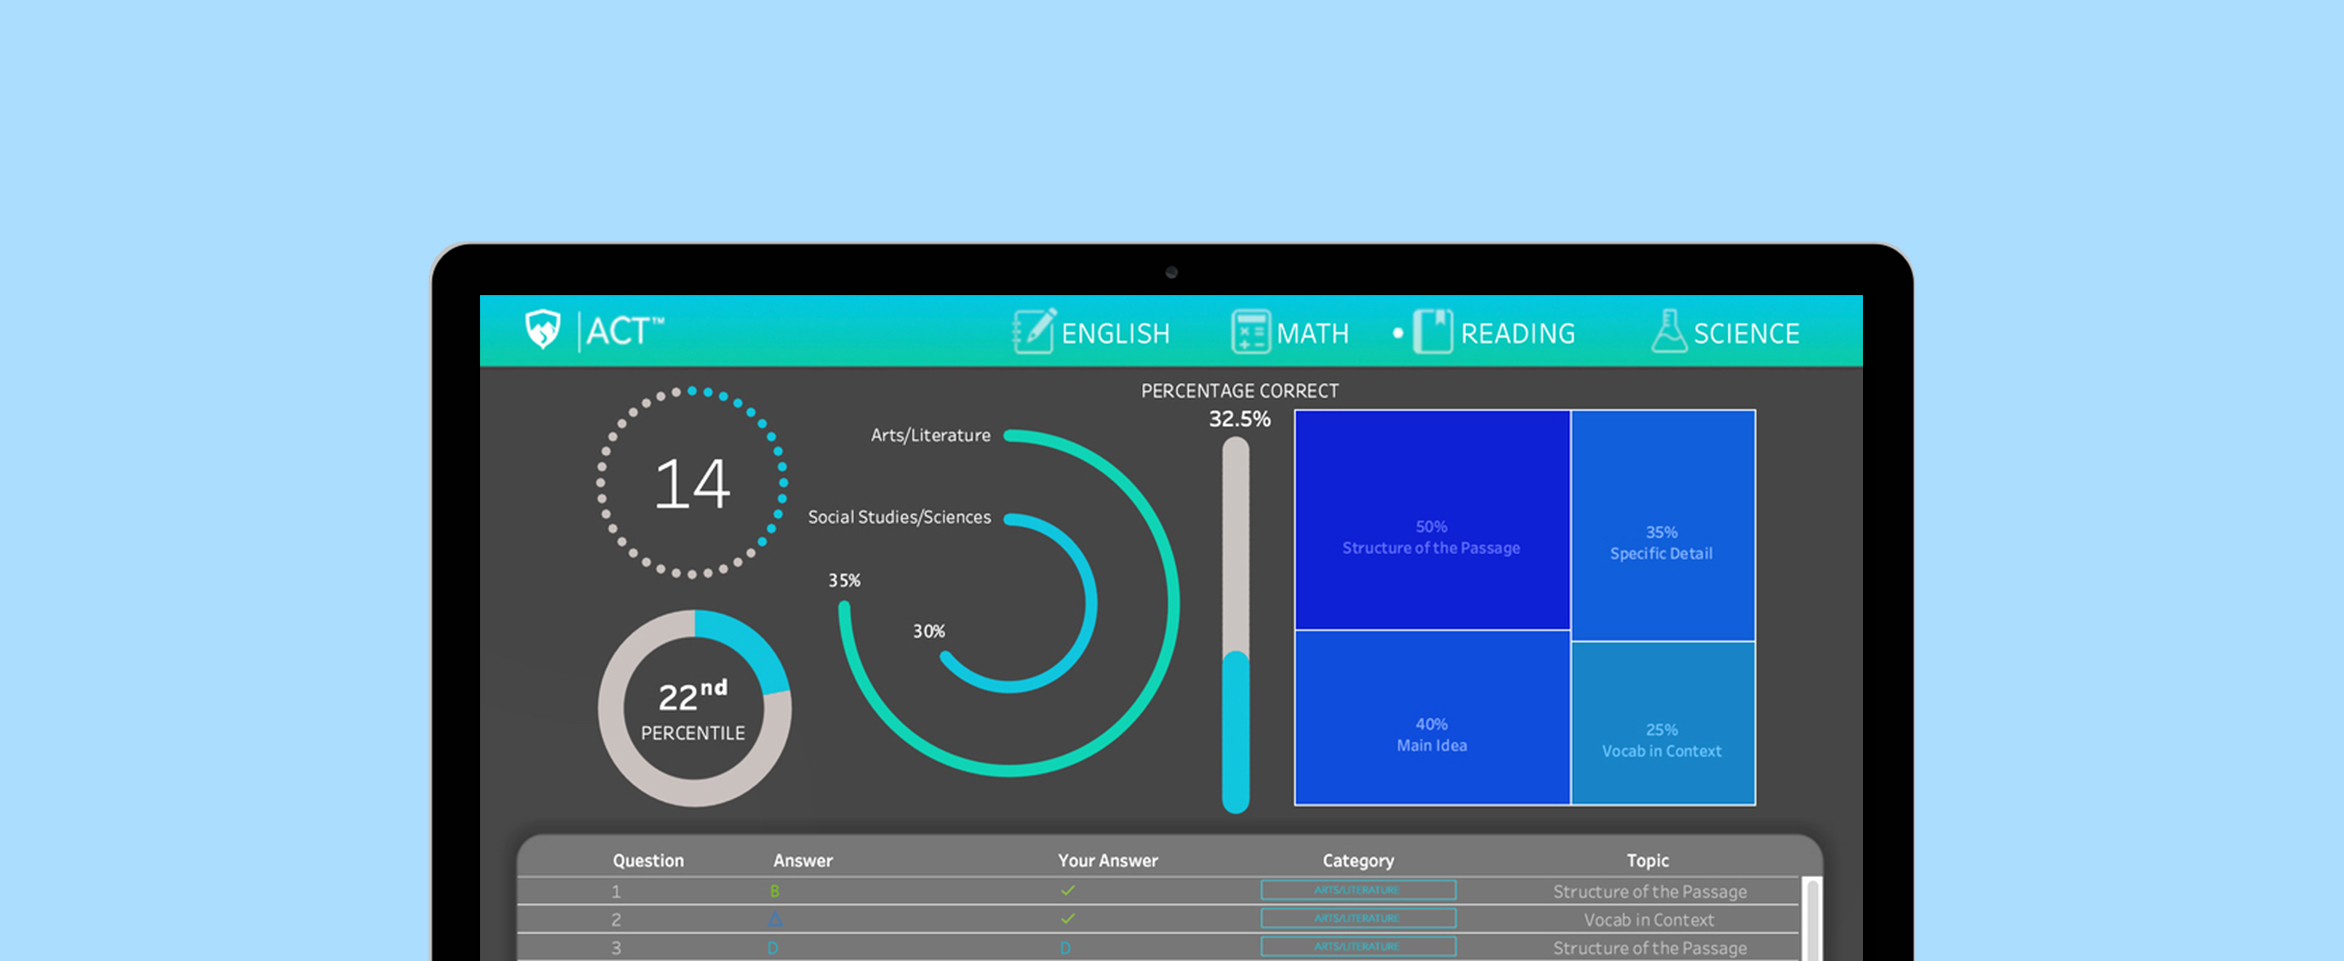 ACT™
ENGLISH
MATH
READING
SCIENCE
14
22nd
PERCENTILE
Arts/Literature
Social Studies/Sciences
35%
30%
PERCENTAGE CORRECT
32.5%
50%
Structure of the Passage
35%
Specific Detail
40%
Main Idea
25%
Vocab in Context
Question Answer Your Answer Category Topic
1 B ✓ ARTS/LITERATURE Structure of the Passage
2 ✓ ARTS/LITERATURE Vocab in Context
3 D D ARTS/LITERATURE Structure of the Passage